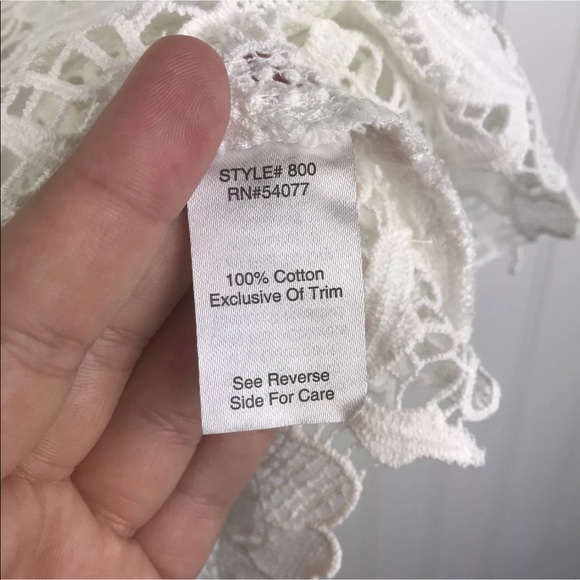 STYLE# 800
RN#54077
100% Cotton
Exclusive Of Trim
See Reverse
Side For Care